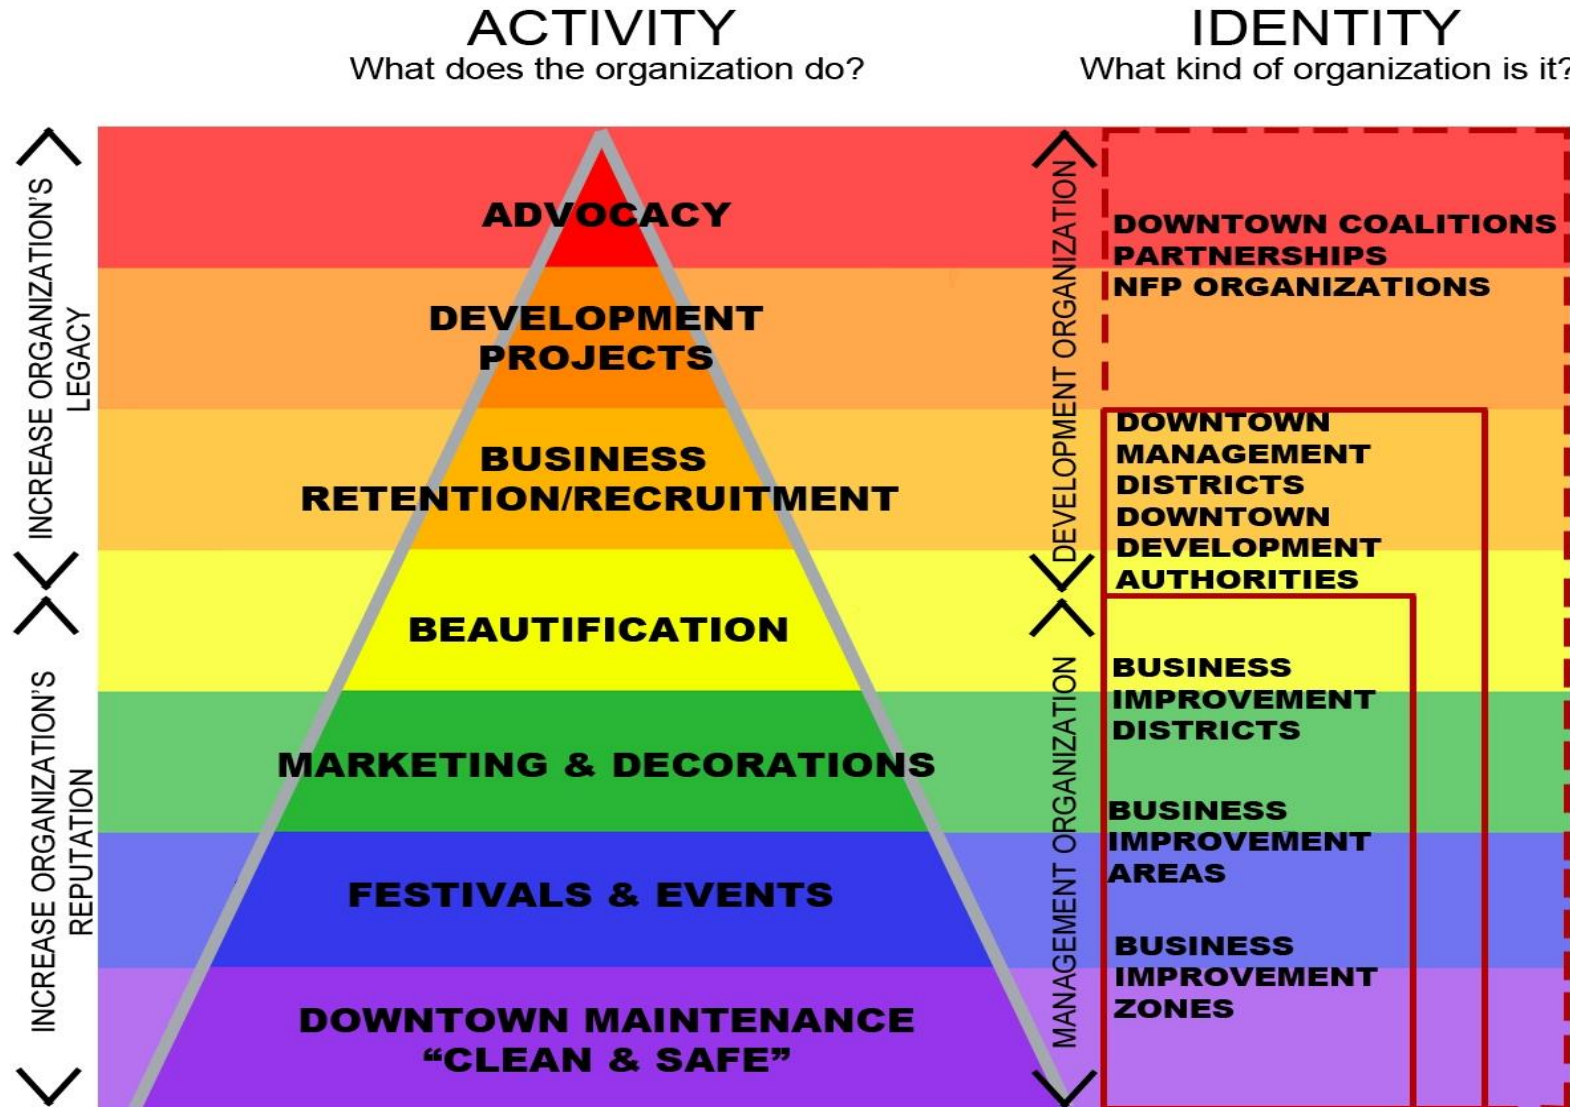 ACTIVITY
What does the organization do?
IDENTITY
What kind of organization is it?
INCREASE ORGANIZATION'S
LEGACY
INCREASE ORGANIZATION'S
REPUTATION
ADVOCACY
DEVELOPMENT
PROJECTS
BUSINESS
RETENTION/RECRUITMENT
BEAUTIFICATION
MARKETING & DECORATIONS
FESTIVALS & EVENTS
DOWNTOWN MAINTENANCE
“CLEAN & SAFE”
DEVELOPMENT ORGANIZATION
MANAGEMENT ORGANIZATION
DOWNTOWN COALITIONS
PARTNERSHIPS
NFP ORGANIZATIONS
DOWNTOWN
MANAGEMENT
DISTRICTS
DOWNTOWN
DEVELOPMENT
AUTHORITIES
BUSINESS
IMPROVEMENT
DISTRICTS
BUSINESS
IMPROVEMENT
AREAS
BUSINESS
IMPROVEMENT
ZONES